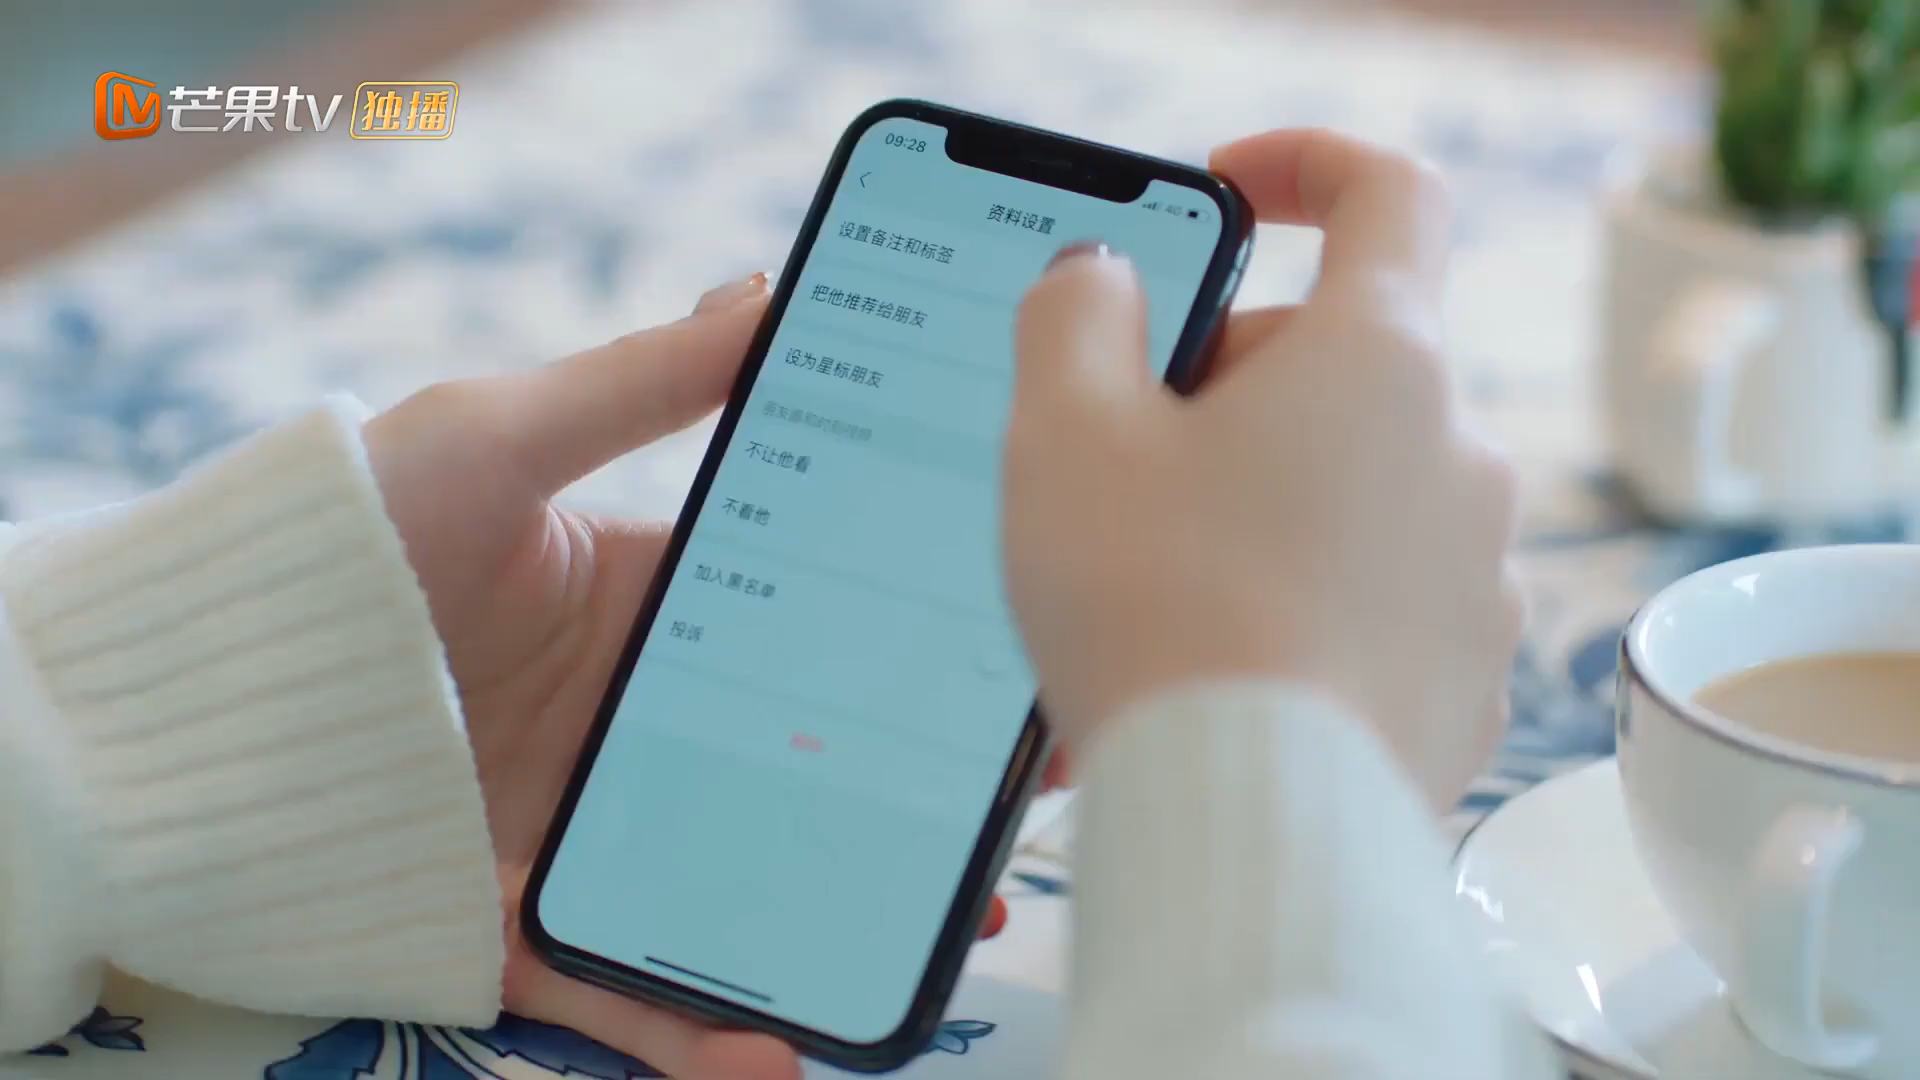 芒果tv 独播
09:28
4G
资料设置
设置备注和标签
把他推荐给朋友
设为星标朋友
不让他看
不看他
加入黑名单
投诉